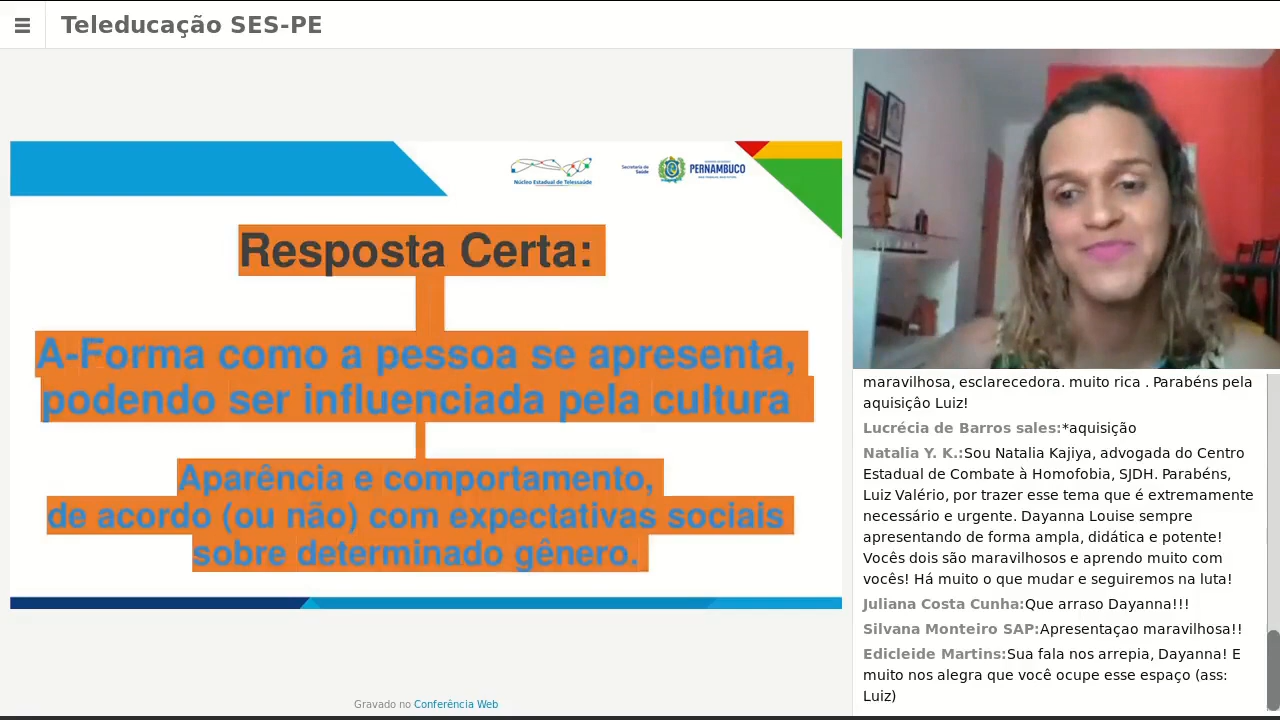 Teleducação SES-PE
Núcleo Estadual de Telessaúde
Secretaria de
Saúde
PERNAMBUCO
Resposta Certa:
A-Forma como a pessoa se apresenta,
podendo ser influenciada pela cultura
Aparência e comportamento,
de acordo (ou não) com expectativas sociais
sobre determinado gênero.
Gravado no Conferência Web
maravilhosa, esclarecedora. muito rica . Parabéns pela
aquisição Luiz!
Lucrécia de Barros sales:*aquisição
Natalia Y. K.:Sou Natalia Kajiya, advogada do Centro
Estadual de Combate à Homofobia, SJDH. Parabéns,
Luiz Valério, por trazer esse tema que é extremamente
necessário e urgente. Dayanna Louise sempre
apresentando de forma ampla, didática e potente!
Vocês dois são maravilhosos e aprendo muito com
vocês! Há muito o que mudar e seguiremos na luta!
Juliana Costa Cunha:Que arraso Dayanna!!!
Silvana Monteiro SAP:Apresentaçao maravilhosa!!
Edicleide Martins:Sua fala nos arrepia, Dayanna! E
muito nos alegra que você ocupe esse espaço (ass:
Luiz)